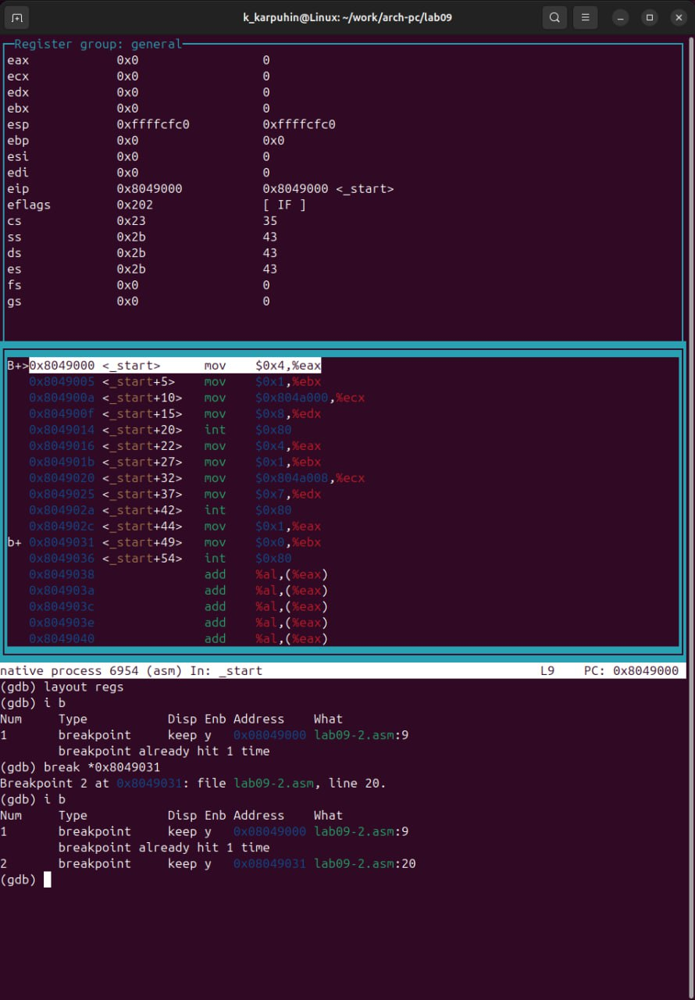 k_karpuhin@Linux: ~/work/arch-pc/lab09
Register group: general
eax 0x0 0
ecx 0x0 0
edx 0x0 0
ebx 0x0 0
esp 0xffffcfc0 0xffffcfc0
ebp 0x0 0x0
esi 0x0 0
edi 0x0 0
eip 0x8049000 0x8049000 <_start>
eflags 0x202 [ IF ]
cs 0x23 35
ss 0x2b 43
ds 0x2b 43
es 0x2b 43
fs 0x0 0
gs 0x0 0
B+>0x8049000 <_start> mov $0x4,%eax
0x8049005 <_start+5> mov $0x1,%ebx
0x804900a <_start+10> mov $0x804a000,%ecx
0x804900f <_start+15> mov $0x8,%edx
0x8049014 <_start+20> int $0x80
0x8049016 <_start+22> mov $0x4,%eax
0x804901b <_start+27> mov $0x1,%ebx
0x8049020 <_start+32> mov $0x804a008,%ecx
0x8049025 <_start+37> mov $0x7,%edx
0x804902a <_start+42> int $0x80
0x804902c <_start+44> mov $0x1,%eax
b+ 0x8049031 <_start+49> mov $0x0,%ebx
0x8049036 <_start+54> int $0x80
0x8049038 add %al,(%eax)
0x804903a add %al,(%eax)
0x804903c add %al,(%eax)
0x804903e add %al,(%eax)
0x8049040 add %al,(%eax)
native process 6954 (asm) In: _start L9 PC: 0x8049000
(gdb) layout regs
(gdb) i b
Num Type Disp Enb Address What
1 breakpoint keep y 0x08049000 lab09-2.asm:9
breakpoint already hit 1 time
(gdb) break *0x8049031
Breakpoint 2 at 0x8049031: file lab09-2.asm, line 20.
(gdb) i b
Num Type Disp Enb Address What
1 breakpoint keep y 0x08049000 lab09-2.asm:9
breakpoint already hit 1 time
2 breakpoint keep y 0x08049031 lab09-2.asm:20
(gdb)